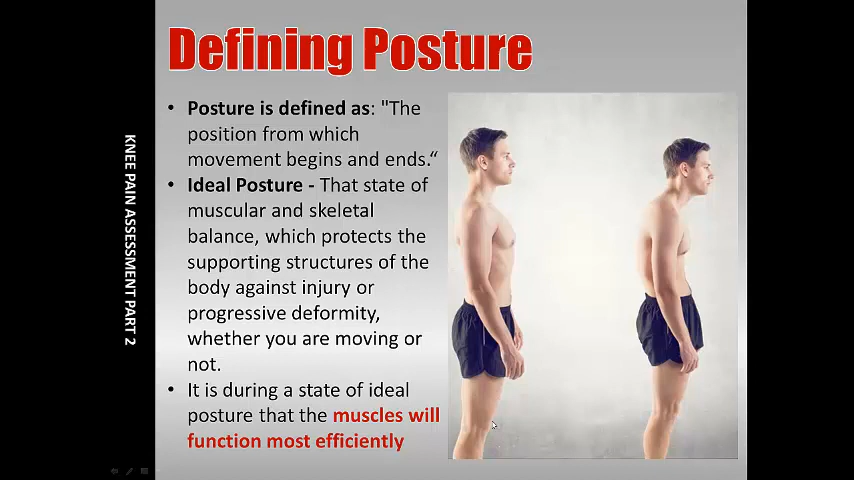 Defining Posture
KNEE PAIN ASSESSMENT PART 2
• Posture is defined as: "The
position from which
movement begins and ends.“
• Ideal Posture - That state of
muscular and skeletal
balance, which protects the
supporting structures of the
body against injury or
progressive deformity,
whether you are moving or
not.
• It is during a state of ideal
posture that the muscles will
function most efficiently